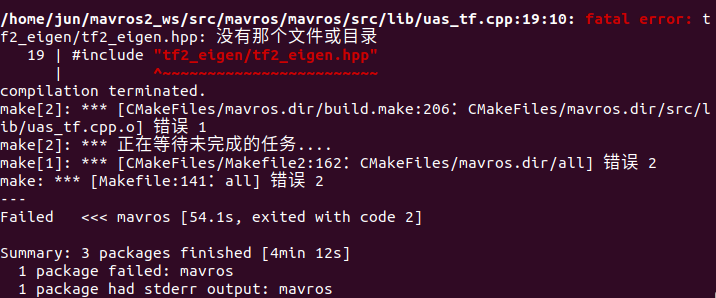 /home/jun/mavros2_ws/src/mavros/mavros/src/lib/uas_tf.cpp:19:10: fatal error: t
f2_eigen/tf2_eigen.hpp: 没有那个文件或目录
   19 | #include "tf2_eigen/tf2_eigen.hpp"
      |          ^~~~~~~~~~~~~~~~~~~~~~~~~
compilation terminated.
make[2]: *** [CMakeFiles/mavros.dir/build.make:206：CMakeFiles/mavros.dir/src/l
ib/uas_tf.cpp.o] 错误 1
make[2]: *** 正在等待未完成的任务....
make[1]: *** [CMakeFiles/Makefile2:162：CMakeFiles/mavros.dir/all] 错误 2
make: *** [Makefile:141：all] 错误 2
---
Failed   <<< mavros [54.1s, exited with code 2]

Summary: 3 packages finished [4min 12s]
  1 package failed: mavros
  1 package had stderr output: mavros